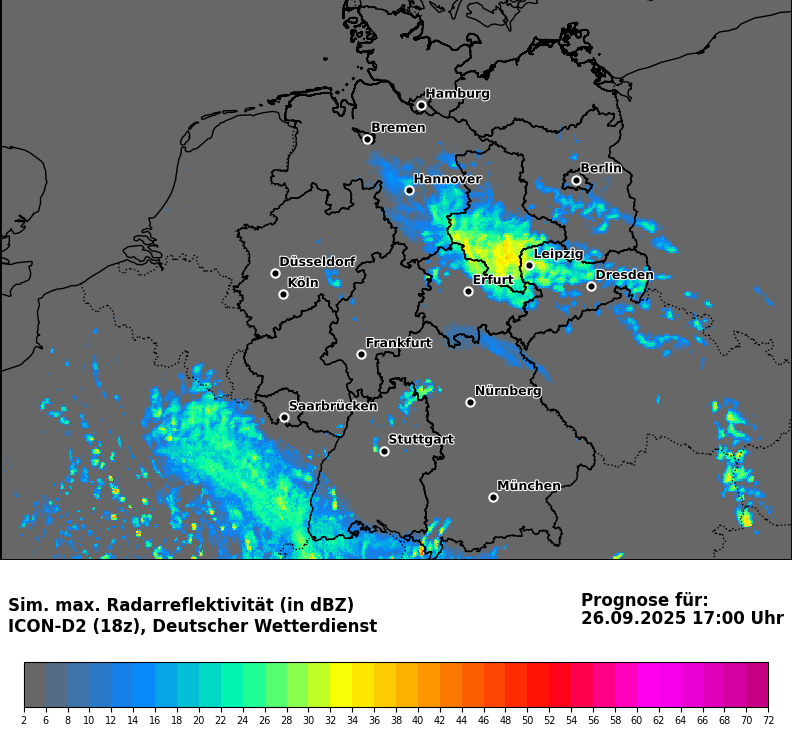 Hamburg
Bremen
Berlin
Hannover
Leipzig
Düsseldorf
Dresden
Köln
Erfurt
Frankfurt
Nürnberg
Saarbrücken
Stuttgart
München
Sim. max. Radarreflektivität (in dBZ)
ICON-D2 (18z), Deutscher Wetterdienst
Prognose für:
26.09.2025 17:00 Uhr
2 6 8 10 12 14 16 18 20 22 24 26 28 30 32 34 36 38 40 42 44 46 48 50 52 54 56 58 60 62 64 66 68 70 72